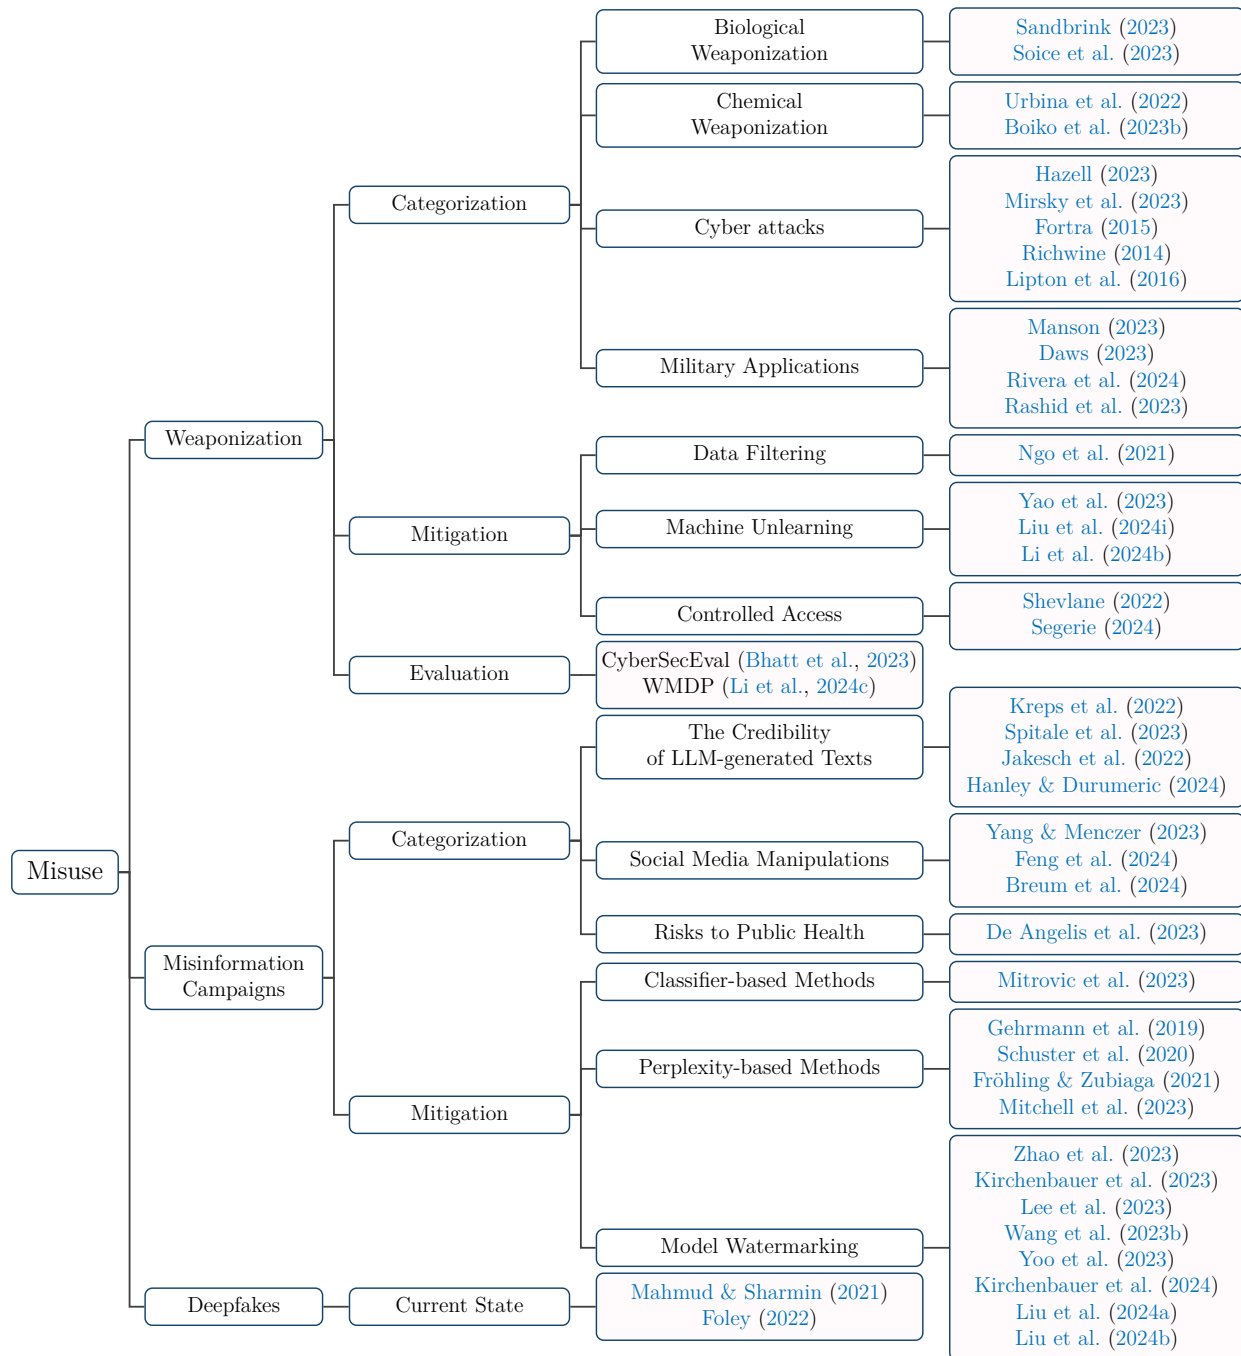 Misuse
Weaponization
Categorization
Biological
Weaponization
Sandbrink (2023)
Soice et al. (2023)
Chemical
Weaponization
Urbina et al. (2022)
Boiko et al. (2023b)
Cyber attacks
Hazell (2023)
Mirsky et al. (2023)
Fortra (2015)
Richwine (2014)
Lipton et al. (2016)
Military Applications
Manson (2023)
Daws (2023)
Rivera et al. (2024)
Rashid et al. (2023)
Mitigation
Data Filtering
Ngo et al. (2021)
Machine Unlearning
Yao et al. (2023)
Liu et al. (2024i)
Li et al. (2024b)
Controlled Access
Shevlane (2022)
Segerie (2024)
Evaluation
CyberSecEval (Bhatt et al., 2023)
WMDP (Li et al., 2024c)
Misinformation
Campaigns
Categorization
The Credibility
of LLM-generated Texts
Kreps et al. (2022)
Spitale et al. (2023)
Jakesch et al. (2022)
Hanley & Durumeric (2024)
Social Media Manipulations
Yang & Menczer (2023)
Feng et al. (2024)
Breum et al. (2024)
Risks to Public Health
De Angelis et al. (2023)
Mitigation
Classifier-based Methods
Mitrovic et al. (2023)
Perplexity-based Methods
Gehrmann et al. (2019)
Schuster et al. (2020)
Fröhling & Zubiaga (2021)
Mitchell et al. (2023)
Model Watermarking
Zhao et al. (2023)
Kirchenbauer et al. (2023)
Lee et al. (2023)
Wang et al. (2023b)
Yoo et al. (2023)
Kirchenbauer et al. (2024)
Liu et al. (2024a)
Liu et al. (2024b)
Deepfakes
Current State
Mahmud & Sharmin (2021)
Foley (2022)